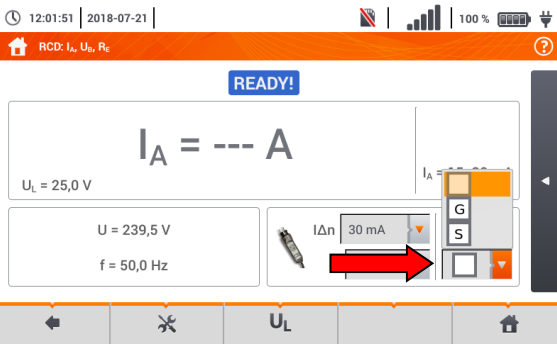 12:01:51 2018-07-21 100 %
RCD: IA, UB, RE ?
READY!
IA = --- A
IA =
UL = 25,0 V
G
S
U = 239,5 V
f = 50,0 Hz
IΔn 30 mA
UL